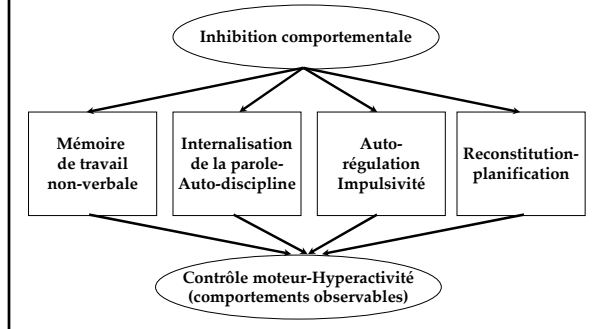 Inhibition comportementale
Mémoire
de travail
non-verbale
Internalisation
de la parole-
Auto-discipline
Auto-
régulation
Impulsivité
Reconstitution-
planification
Contrôle moteur-Hyperactivité
(comportements observables)